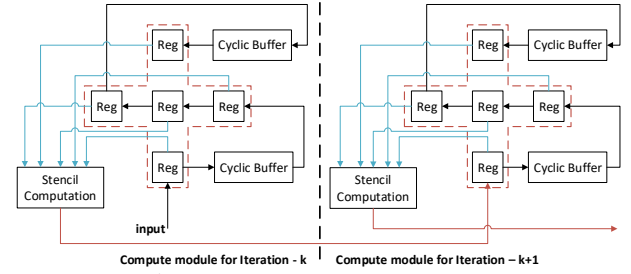 Reg
Cyclic Buffer
Reg
Cyclic Buffer
Reg
Reg
Reg
Reg
Reg
Reg
Reg
Cyclic Buffer
Reg
Cyclic Buffer
Stencil
Computation
Stencil
Computation
input
Compute module for Iteration - k
Compute module for Iteration – k+1